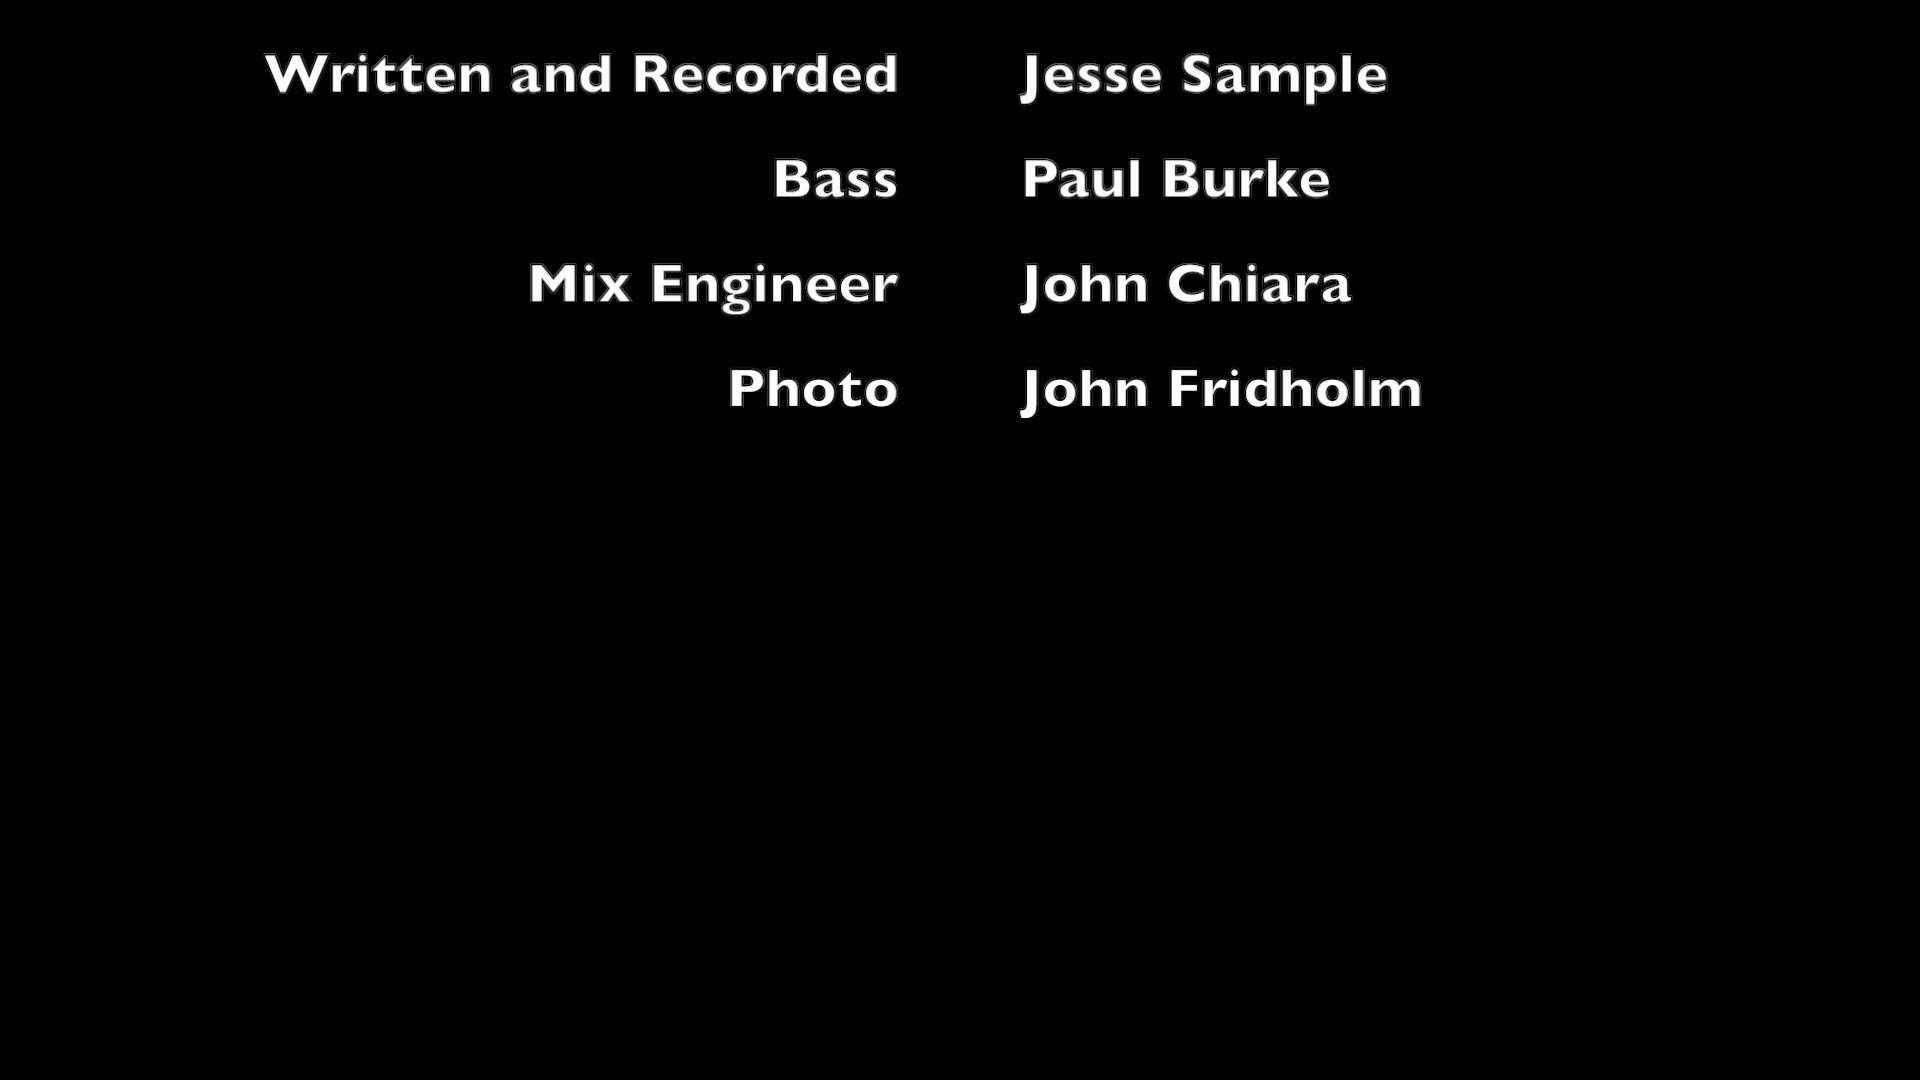 Written and Recorded Jesse Sample
Bass Paul Burke
Mix Engineer John Chiara
Photo John Fridholm